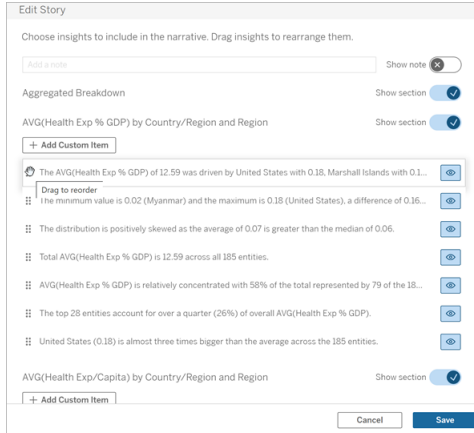 Edit Story
Choose insights to include in the narrative. Drag insights to rearrange them.
Add a note
Show note
Aggregated Breakdown
Show section
AVG(Health Exp % GDP) by Country/Region and Region
Show section
+ Add Custom Item
The AVG(Health Exp % GDP) of 12.59 was driven by United States with 0.18, Marshall Islands with 0.1...
Drag to reorder
The minimum value is 0.02 (Myanmar) and the maximum is 0.18 (United States), a difference of 0.16...
The distribution is positively skewed as the average of 0.07 is greater than the median of 0.06.
Total AVG(Health Exp % GDP) is 12.59 across all 185 entities.
AVG(Health Exp % GDP) is relatively concentrated with 58% of the total represented by 79 of the 18...
The top 28 entities account for over a quarter (26%) of overall AVG(Health Exp % GDP).
United States (0.18) is almost three times bigger than the average across the 185 entities.
AVG(Health Exp/Capita) by Country/Region and Region
Show section
+ Add Custom Item
Cancel
Save